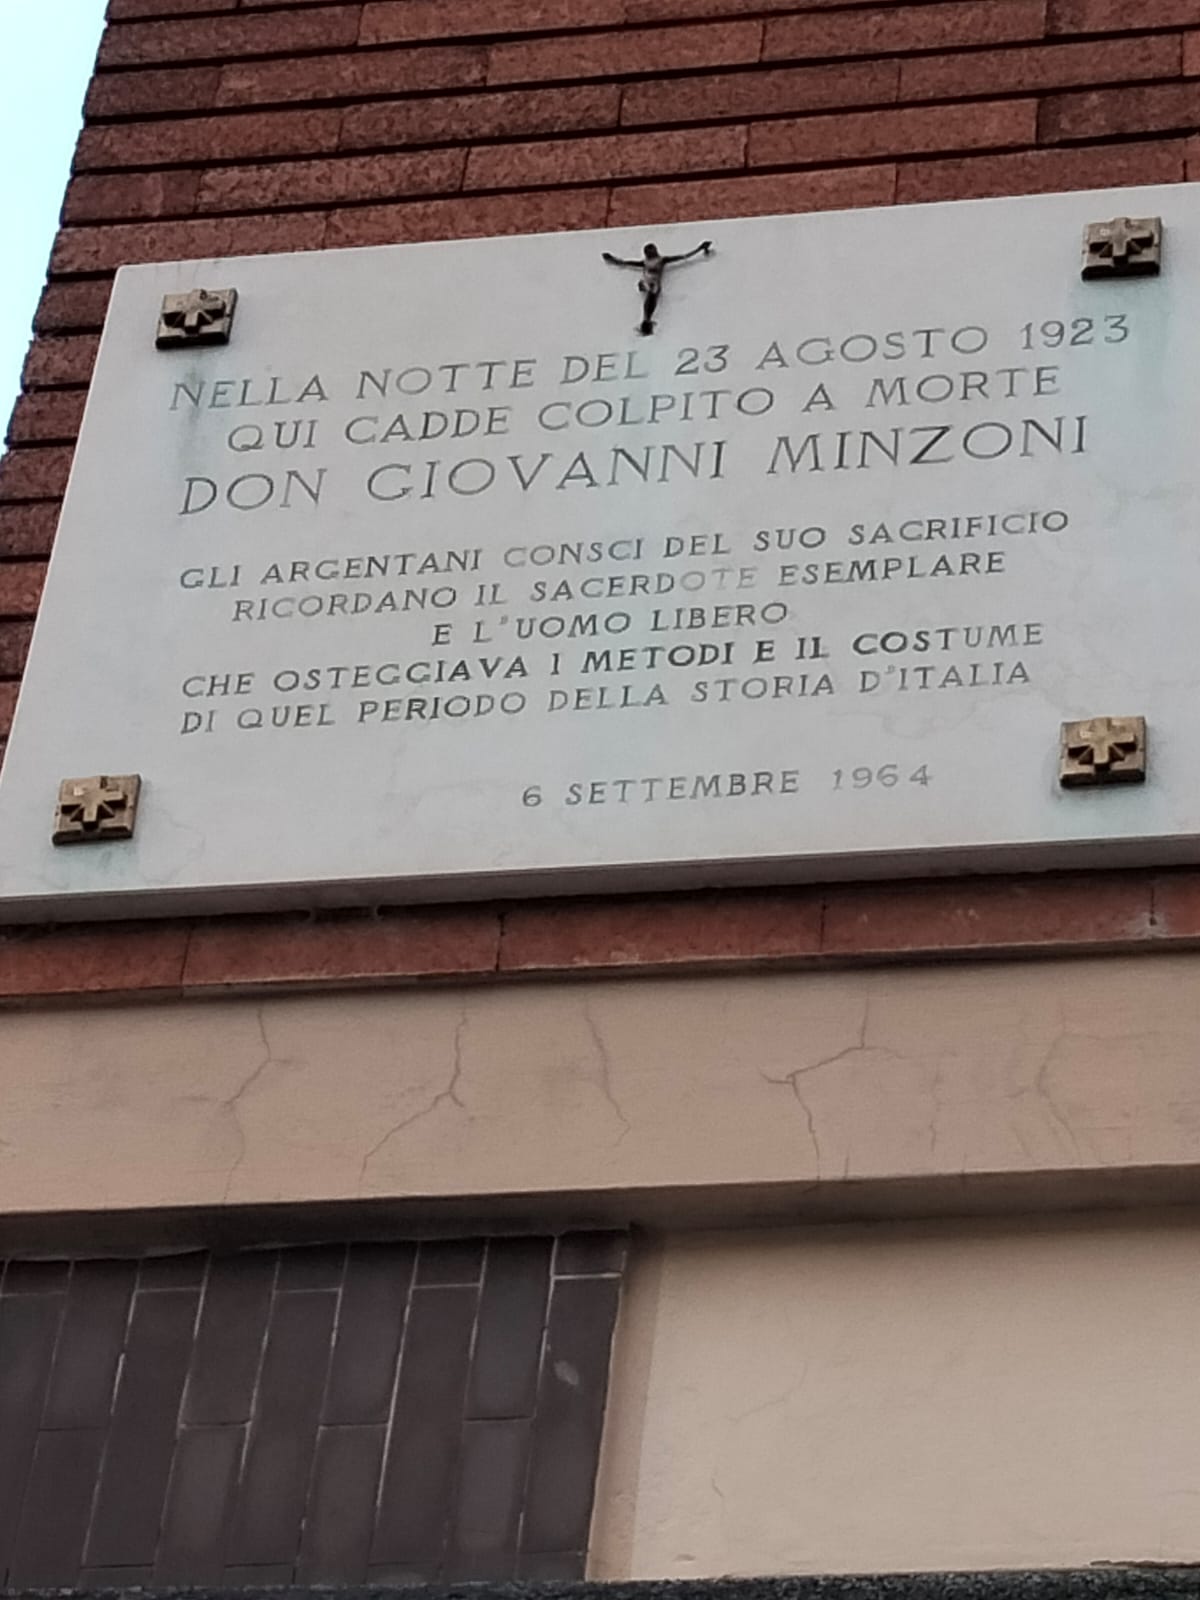 NELLA NOTTE DEL 23 AGOSTO 1923
QUI CADDE COLPITO A MORTE
DON GIOVANNI MINZONI
GLI ARGENTANI CONSCI DEL SUO SACRIFICIO
RICORDANO IL SACERDOTE ESEMPLARE
E L'UOMO LIBERO
CHE OSTEGGIAVA I METODI E IL COSTUME
DI QUEL PERIODO DELLA STORIA D'ITALIA
6 SETTEMBRE 1964